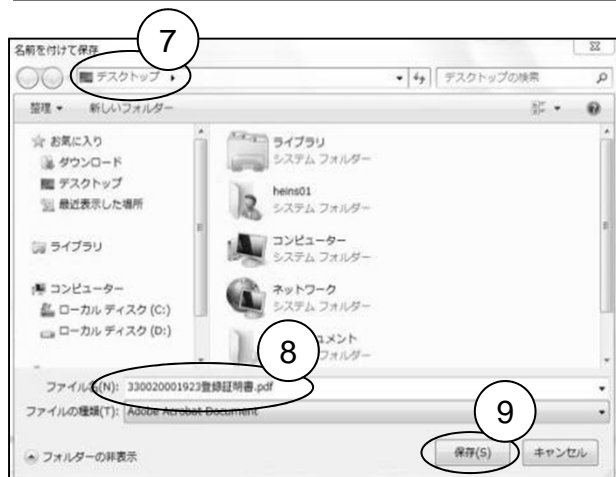 名前を付けて保存
7
デスクトップ
デスクトップの検索
整理
新しいフォルダー
お気に入り
ダウンロード
デスクトップ
最近表示した場所
ライブラリ
コンピューター
ローカル ディスク (C:)
ローカル ディスク (D:)
ライブラリ
システム フォルダー
heins01
システム フォルダー
コンピューター
システム フォルダー
ネットワーク
システム フォルダー
フォルダー
8
ファイル名(N): 330020001923登録証明書.pdf
ファイルの種類(T): Adobe Acrobat Document
9
フォルダーの非表示
保存(S)
キャンセル